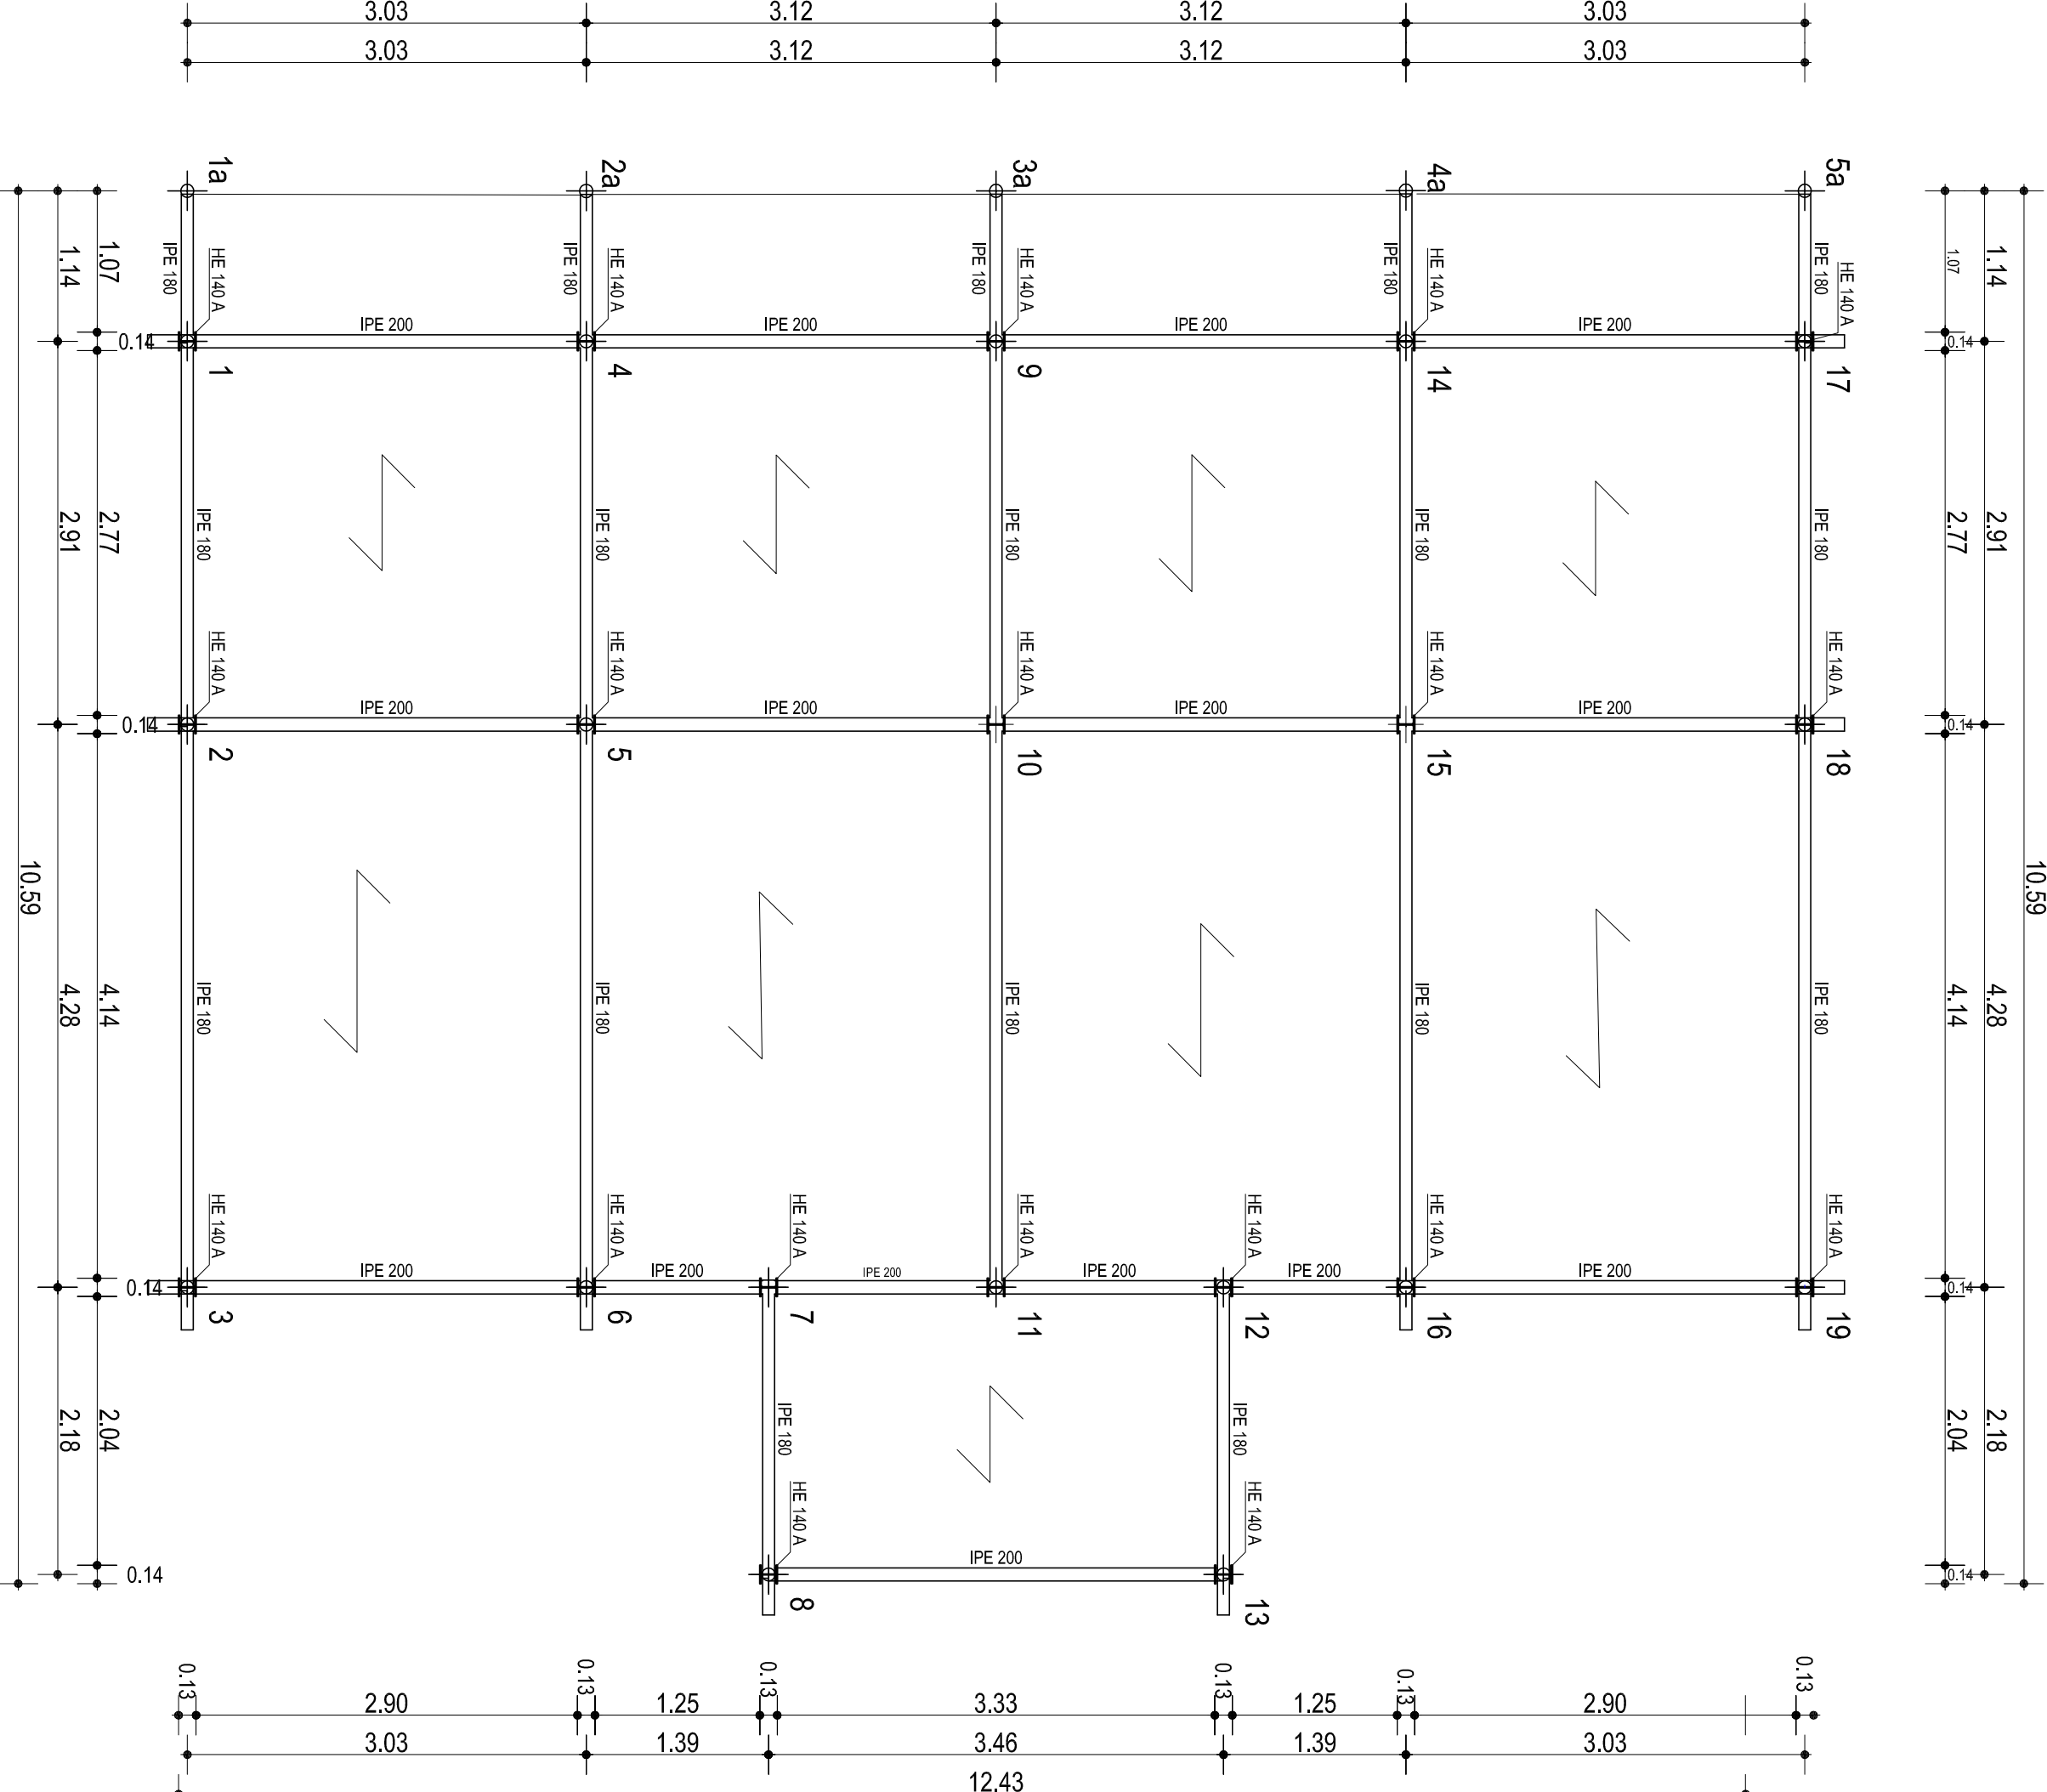 3.03 3.12 3.12 3.03
3.03 3.12 3.12 3.03
1a 2a 3a 4a 5a
1.14 1.07 IPE 180 HE 140 A IPE 180 HE 140 A IPE 180 HE 140 A IPE 180 HE 140 A IPE 180 HE 140 A 1.07 1.14
IPE 200 IPE 200 IPE 200 IPE 200
0.14 0.14
1 4 9 14 17
2.91 2.77 IPE 180 IPE 180 IPE 180 IPE 180 IPE 180 2.77 2.91
HE 140 A HE 140 A HE 140 A HE 140 A HE 140 A
IPE 200 IPE 200 IPE 200 IPE 200
0.14 0.14
2 5 10 15 18
10.59 10.59
4.28 4.14 IPE 180 IPE 180 IPE 180 IPE 180 IPE 180 4.14 4.28
HE 140 A HE 140 A HE 140 A HE 140 A HE 140 A HE 140 A HE 140 A
IPE 200 IPE 200 IPE 200 IPE 200 IPE 200 IPE 200
0.14 0.14
3 6 7 11 12 16 19
2.18 2.04 IPE 180 IPE 180 2.04 2.18
HE 140 A HE 140 A
IPE 200
0.14 0.14
8 13
0.13 0.13 0.13 0.13 0.13 0.13
2.90 1.25 3.33 1.25 2.90
3.03 1.39 3.46 1.39 3.03
12.43